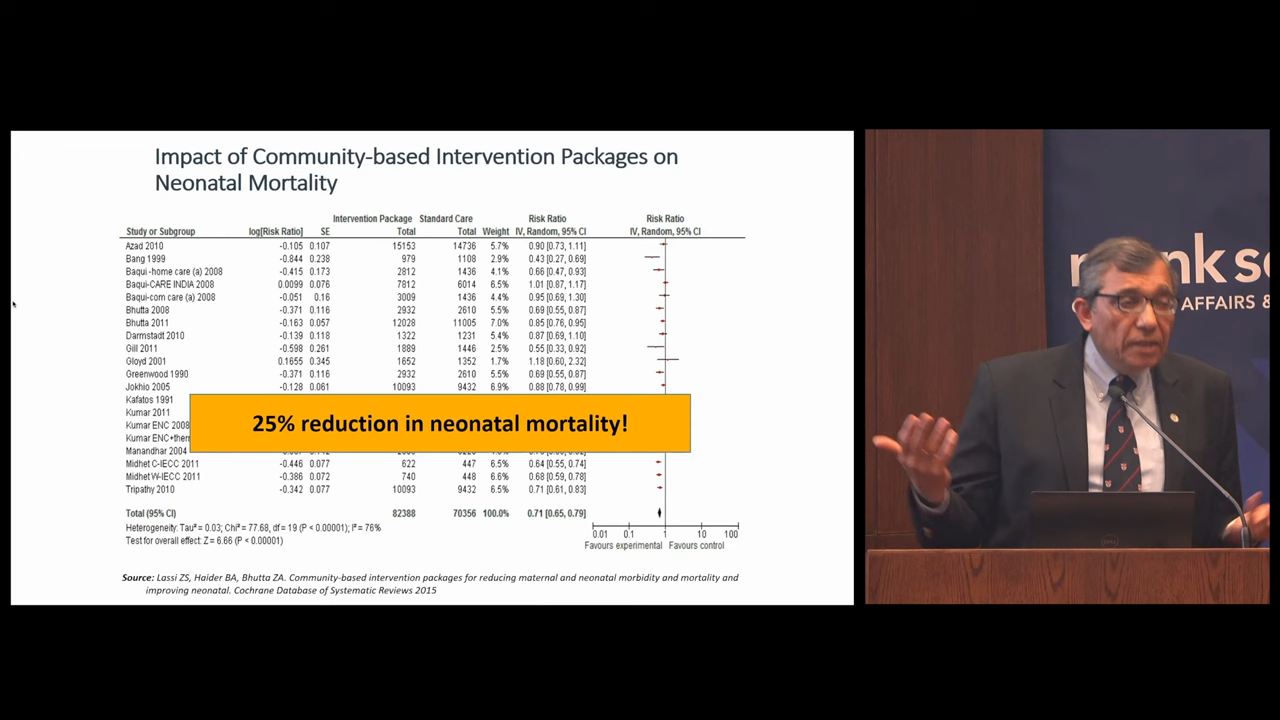 Impact of Community-based Intervention Packages on
Neonatal Mortality
Intervention Package Standard Care Risk Ratio Risk Ratio
Study or Subgroup log[Risk Ratio] SE Total Total Weight IV, Random, 95% CI IV, Random, 95% CI
Azad 2010 -0.105 0.107 15153 14736 5.7% 0.90 [0.73, 1.11]
Bang 1999 -0.844 0.238 979 1108 2.9% 0.43 [0.27, 0.69]
Baqui -home care (a) 2008 -0.415 0.173 2812 1436 4.1% 0.66 [0.47, 0.93]
Baqui-CARE INDIA 2008 0.0099 0.076 7812 6014 6.5% 1.01 [0.87, 1.17]
Baqui-com care (a) 2008 -0.051 0.16 3009 1436 4.4% 0.95 [0.69, 1.30]
Bhutta 2008 -0.371 0.116 2932 2610 5.5% 0.69 [0.55, 0.87]
Bhutta 2011 -0.163 0.057 12028 11005 7.0% 0.85 [0.76, 0.95]
Darmstadt 2010 -0.139 0.118 1322 1231 5.4% 0.87 [0.69, 1.10]
Gill 2011 -0.598 0.261 1889 1446 2.5% 0.55 [0.33, 0.92]
Gloyd 2001 0.1655 0.345 1652 1352 1.7% 1.18 [0.60, 2.32]
Greenwood 1990 -0.371 0.116 2932 2610 5.5% 0.69 [0.55, 0.87]
Jokhio 2005 -0.128 0.061 10093 9432 6.9% 0.88 [0.78, 0.99]
Kafatos 1991
Kumar 2011
Kumar ENC 2008
Kumar ENC+ther
25% reduction in neonatal mortality!
Manandhar 2004
Midhet C-IECC 2011 -0.446 0.077 622 447 6.5% 0.64 [0.55, 0.74]
Midhet W-IECC 2011 -0.386 0.072 740 448 6.6% 0.68 [0.59, 0.78]
Tripathy 2010 -0.342 0.077 10093 9432 6.5% 0.71 [0.61, 0.83]
Total (95% CI) 82388 70356 100.0% 0.71 [0.65, 0.79]
Heterogeneity: Tau² = 0.03; Chi² = 77.68, df = 19 (P < 0.00001); I² = 76%
Test for overall effect: Z = 6.66 (P < 0.00001)
0.01 0.1 1 10 100
Favours experimental Favours control
Source: Lassi ZS, Haider BA, Bhutta ZA. Community-based intervention packages for reducing maternal and neonatal morbidity and mortality and
improving neonatal. Cochrane Database of Systematic Reviews 2015
nk sc
AFFAIRS &